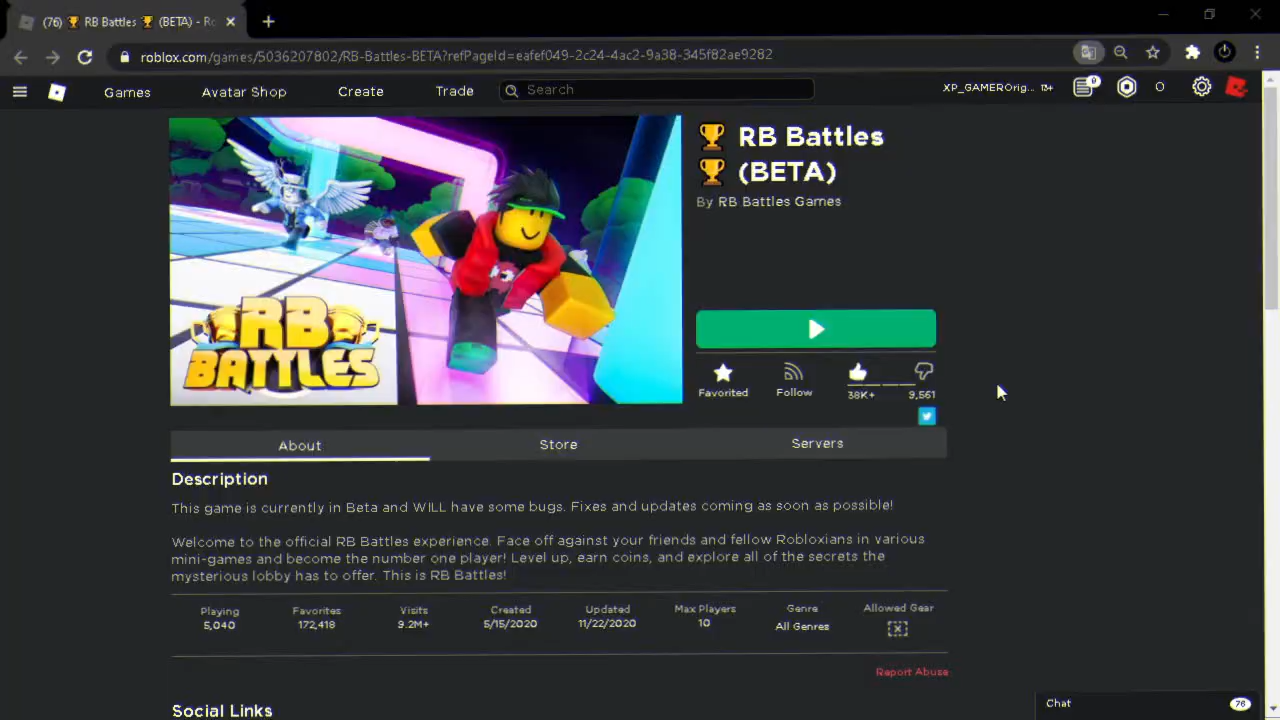 (76) 🏆 RB Battles 🏆 (BETA) - Ro
roblox.com/games/5036207802/RB-Battles-BETA?refPageId=eafef049-2c24-4ac2-9a38-345f82ae9282
Games Avatar Shop Create Trade Search XP_GAMEROrig... 13+ 0
🏆 RB Battles
🏆 (BETA)
By RB Battles Games
RB
BATTLES
Favorited Follow 38K+ 9,561
About Store Servers
Description
This game is currently in Beta and WILL have some bugs. Fixes and updates coming as soon as possible!
Welcome to the official RB Battles experience. Face off against your friends and fellow Robloxians in various
mini-games and become the number one player! Level up, earn coins, and explore all of the secrets the
mysterious lobby has to offer. This is RB Battles!
Playing Favorites Visits Created Updated Max Players Genre Allowed Gear
5,040 172,418 9.2M+ 5/15/2020 11/22/2020 10 All Genres
Report Abuse
Social Links
Chat 76